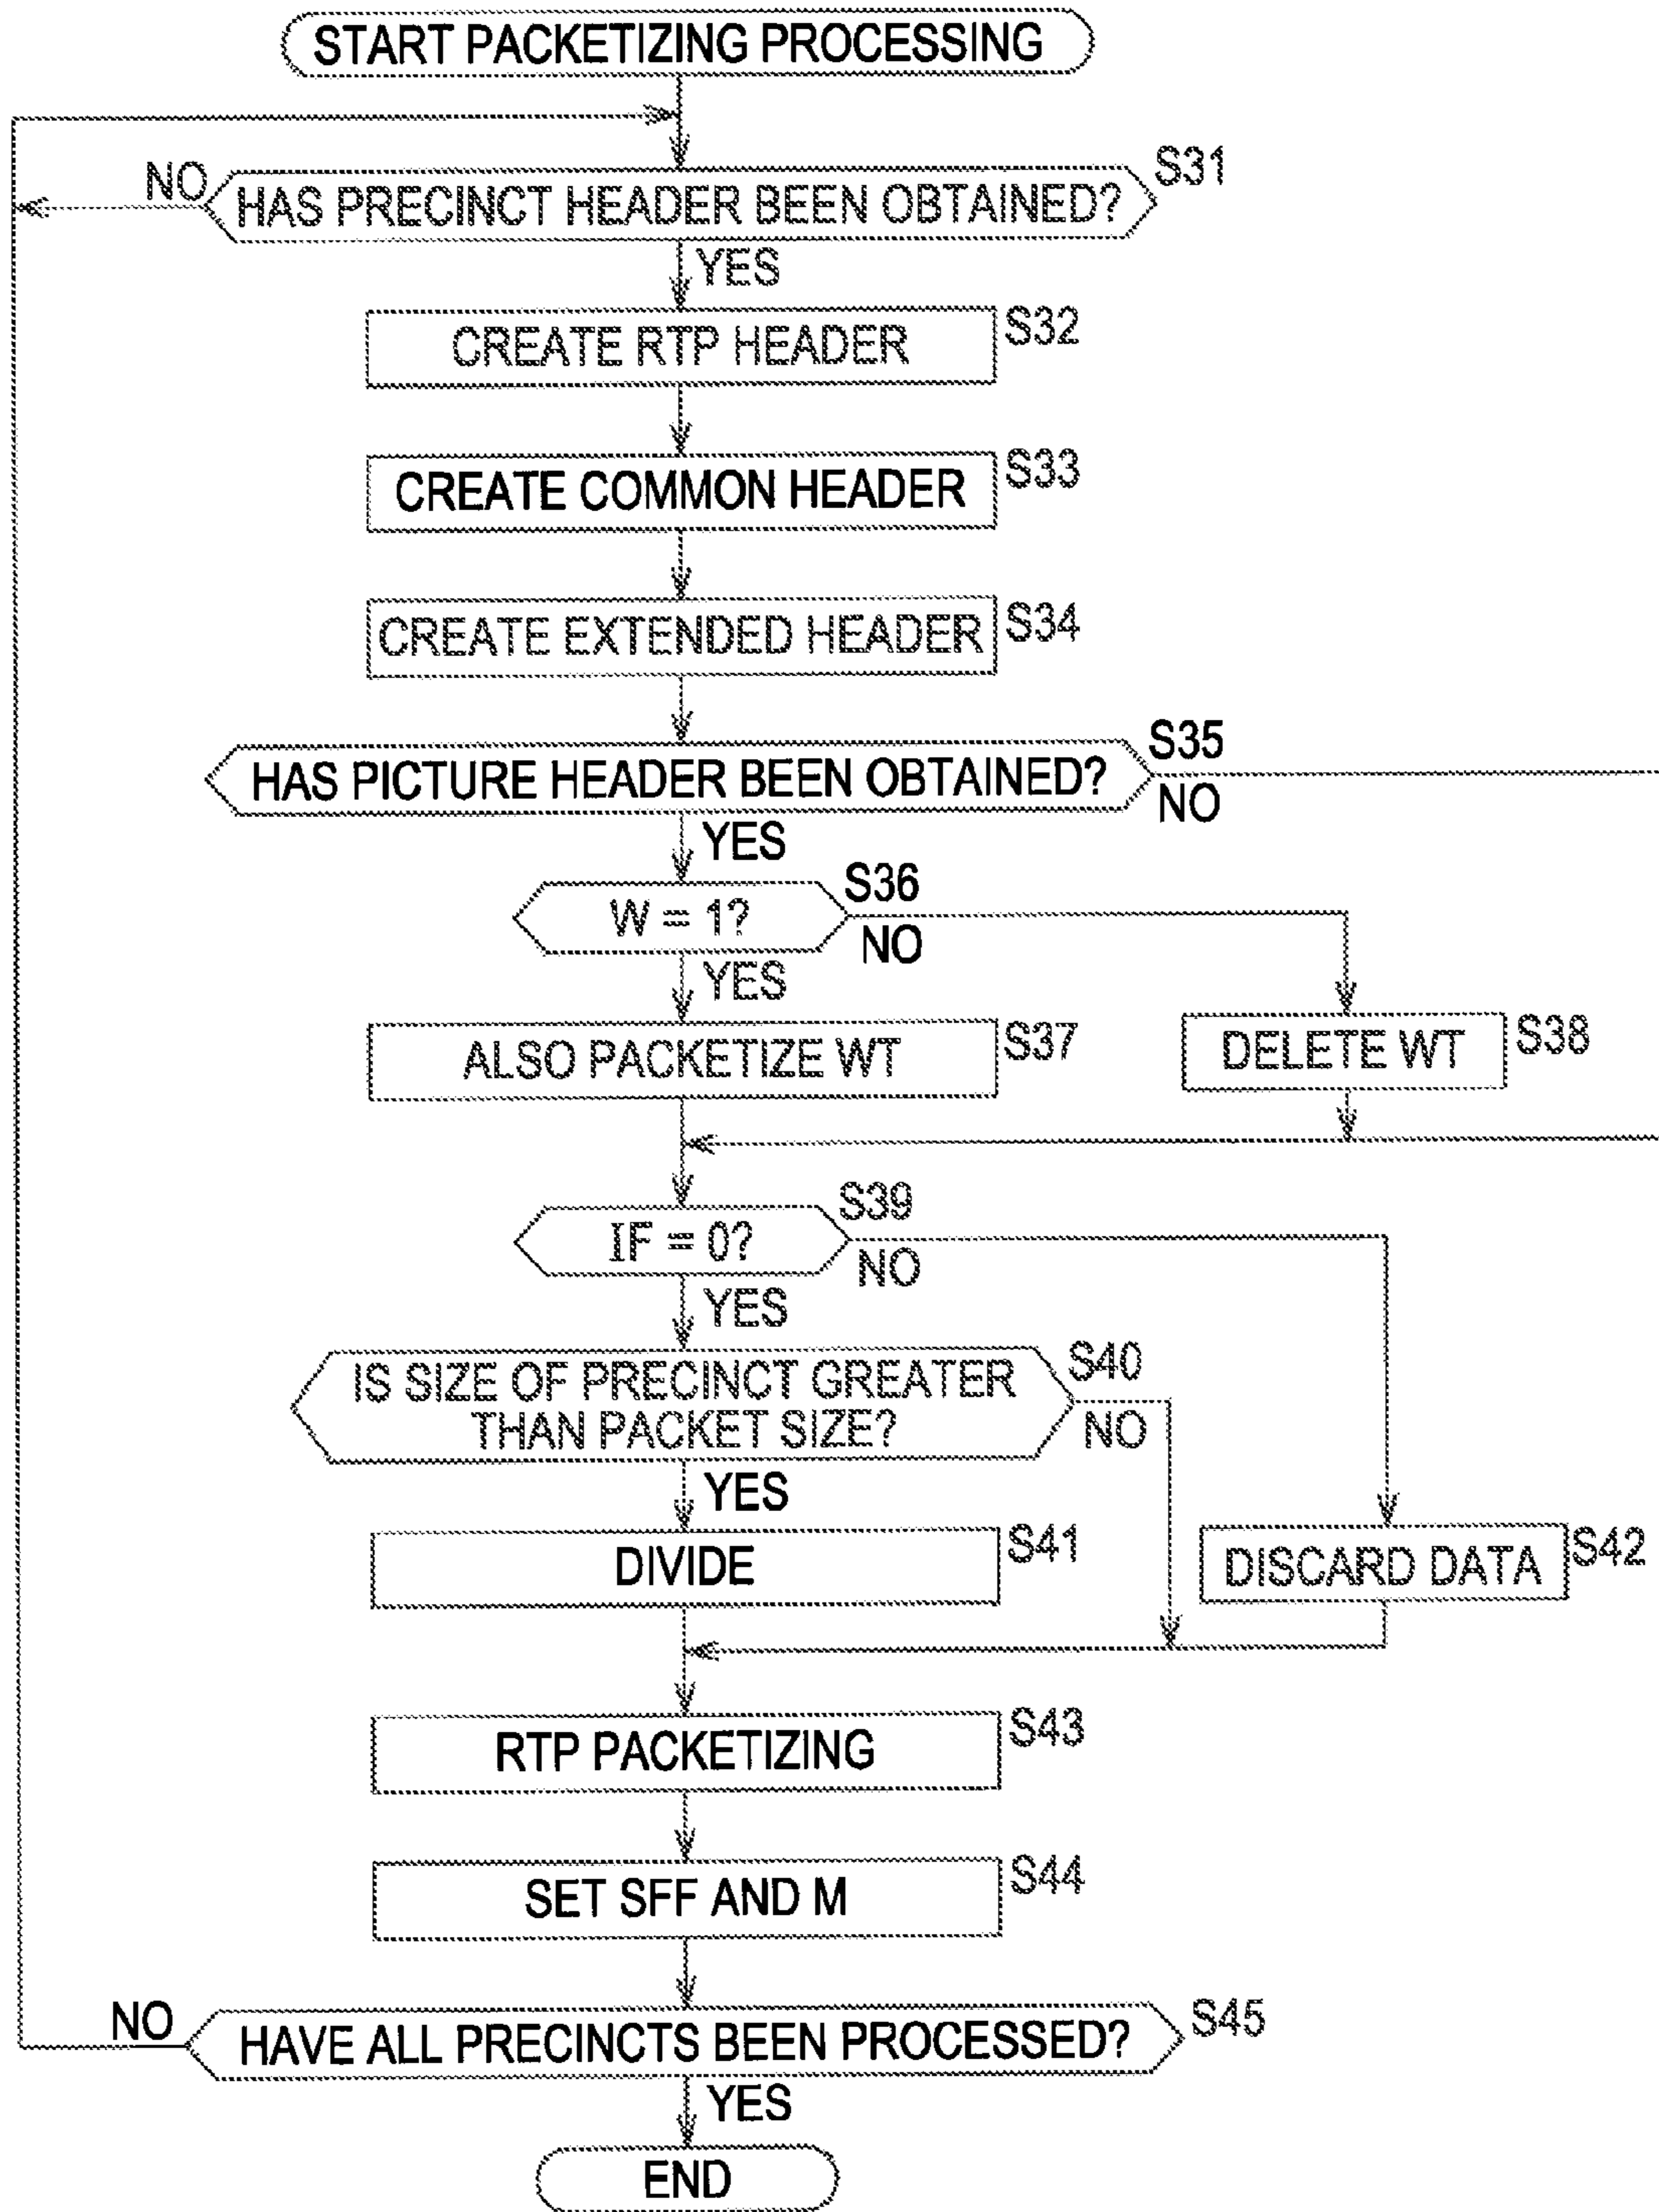 START PACKETIZING PROCESSING
NO
HAS PRECINCT HEADER BEEN OBTAINED?
S31
YES
CREATE RTP HEADER
S32
CREATE COMMON HEADER
S33
CREATE EXTENDED HEADER
S34
HAS PICTURE HEADER BEEN OBTAINED?
S35
NO
YES
W = 1?
S36
NO
YES
ALSO PACKETIZE WT
S37
DELETE WT
S38
IF = 0?
S39
NO
YES
IS SIZE OF PRECINCT GREATER
THAN PACKET SIZE?
S40
NO
YES
DIVIDE
S41
DISCARD DATA
S42
RTP PACKETIZING
S43
SET SFF AND M
S44
NO
HAVE ALL PRECINCTS BEEN PROCESSED?
S45
YES
END